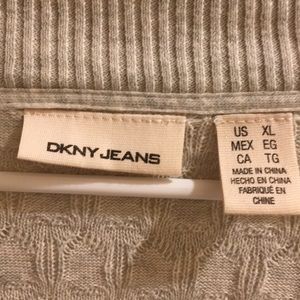 DKNY JEANS
US XL
MEX EG
CA TG
MADE IN CHINA
HECHO EN CHINA
FABRIQUÉ EN
CHINE